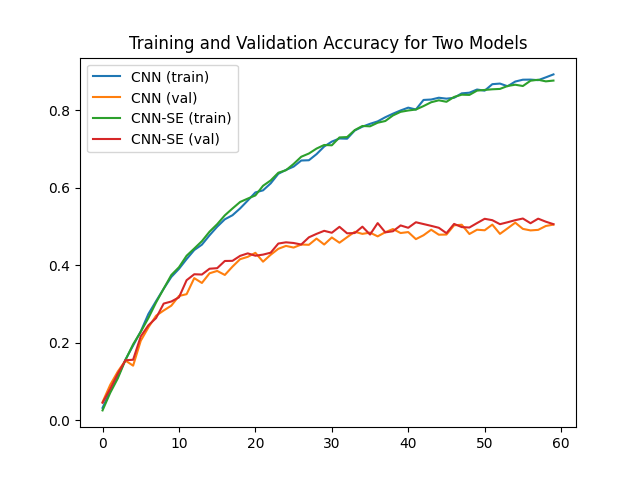 Training and Validation Accuracy for Two Models
CNN (train)
CNN (val)
CNN-SE (train)
CNN-SE (val)
0.8
0.6
0.4
0.2
0.0
0 10 20 30 40 50 60